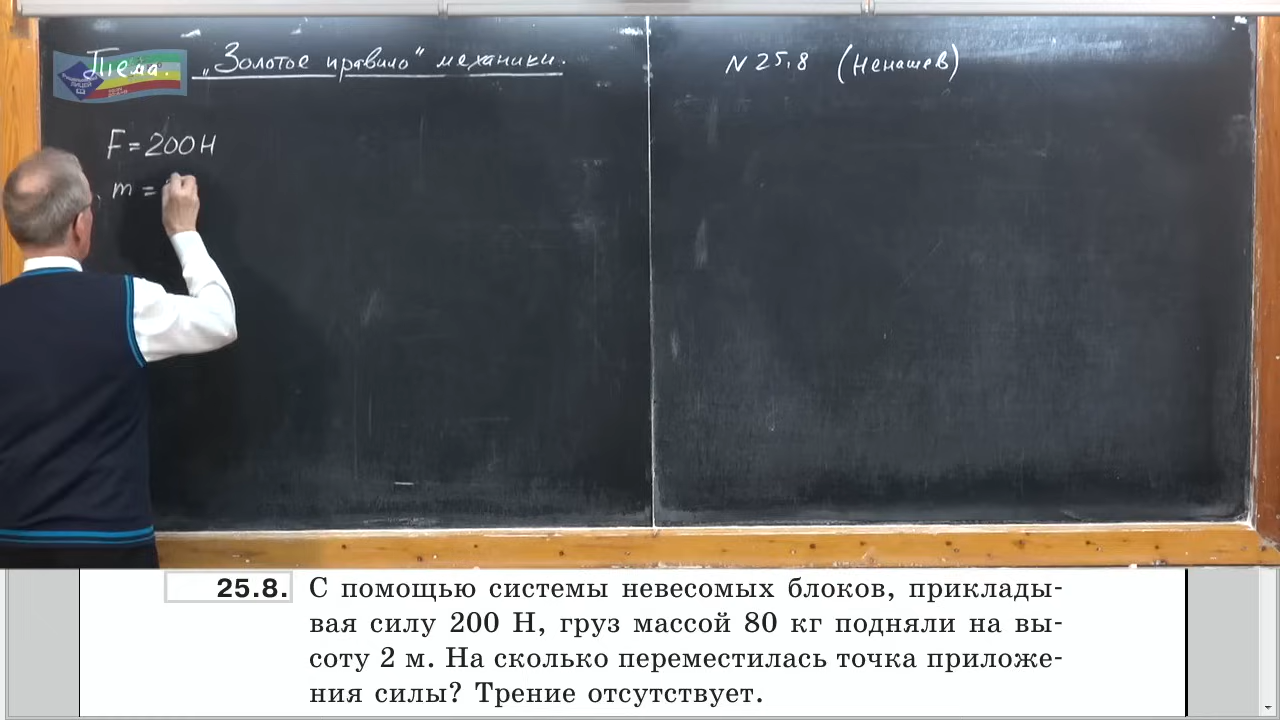 Тема. „Золотое правило" механики.
N 25.8 (Ненашев)
F = 200 Н
m =
25.8. С помощью системы невесомых блоков, приклады-
вая силу 200 Н, груз массой 80 кг подняли на вы-
соту 2 м. На сколько переместилась точка приложе-
ния силы? Трение отсутствует.